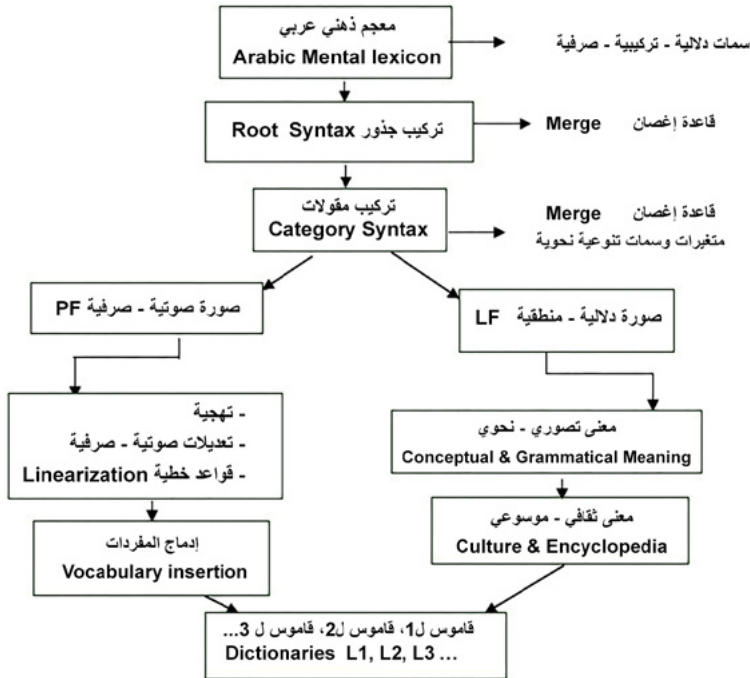 معجم ذهني عربي
Arabic Mental lexicon
سمات دلالية - تركيبية - صرفية
تركيب جذور Root Syntax
قاعدة إغصان Merge
تركيب مقولات
Category Syntax
قاعدة إغصان Merge
متغيرات وسمات تنوعية نحوية
صورة صوتية - صرفية PF
صورة دلالية - منطقية LF
- تهجية
- تعديلات صوتية - صرفية
- قواعد خطية Linearization
معنى تصوري - نحوي
Conceptual & Grammatical Meaning
إدماج المفردات
Vocabulary insertion
معنى ثقافي - موسوعي
Culture & Encyclopedia
قاموس ل1، قاموس ل2، قاموس ل 3...
Dictionaries L1, L2, L3 ...